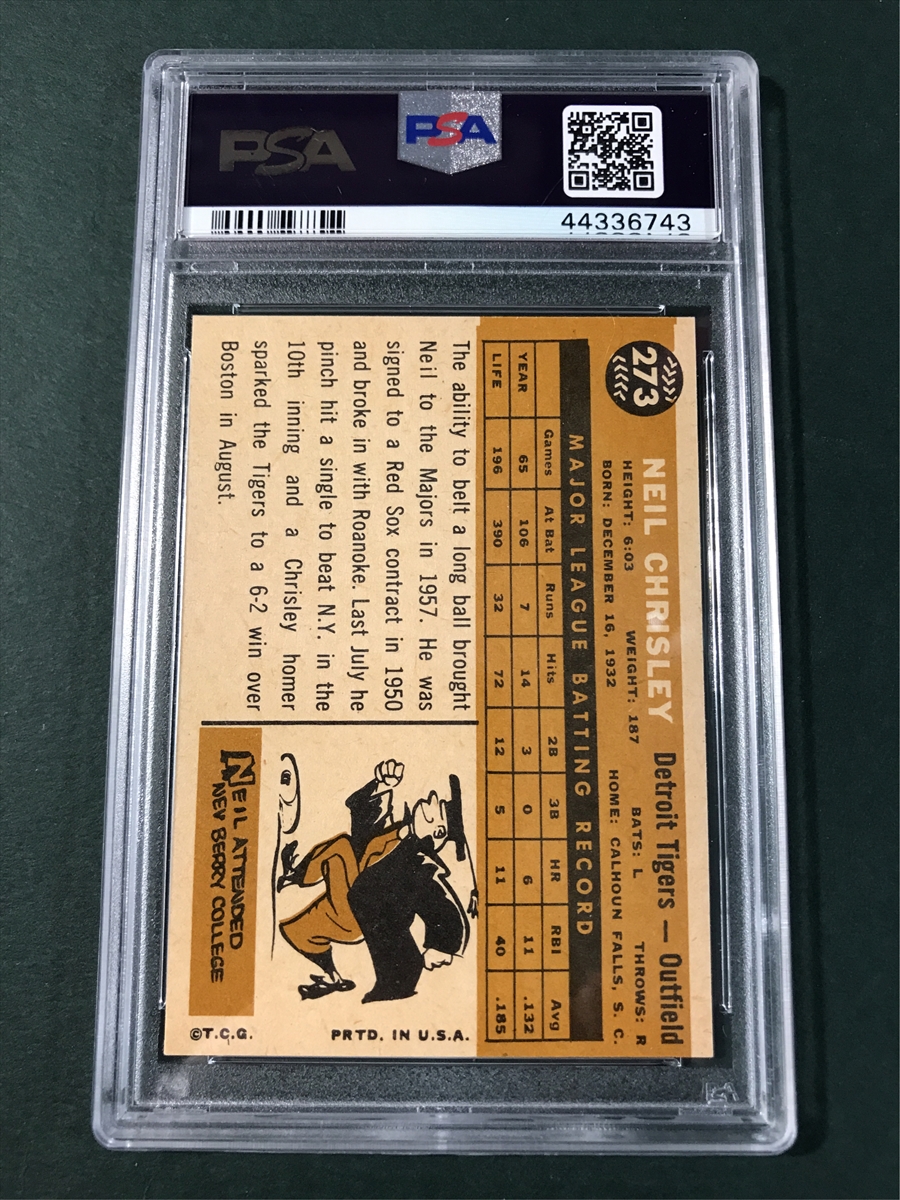 PSA
PSA
44336743
273
NEIL CHRISLEY Detroit Tigers — Outfield
HEIGHT: 6:03 WEIGHT: 187 BATS: L THROWS: R
BORN: DECEMBER 16, 1932 HOME: CALHOUN FALLS, S. C.
MAJOR LEAGUE BATTING RECORD
Games At Bat Runs Hits 2B 3B HR RBI Avg
YEAR 65 106 7 14 3 0 6 11 .132
LIFE 196 390 32 72 12 5 11 40 .185
The ability to belt a long ball brought
Neil to the Majors in 1957. He was
signed to a Red Sox contract in 1950
and broke in with Roanoke. Last July he
pinch hit a single to beat N.Y. in the
10th inning and a Chrisley homer
sparked the Tigers to a 6-2 win over
Boston in August.
NEIL ATTENDED
NEW BERRY COLLEGE
©T.C.G. PRTD. IN U.S.A.